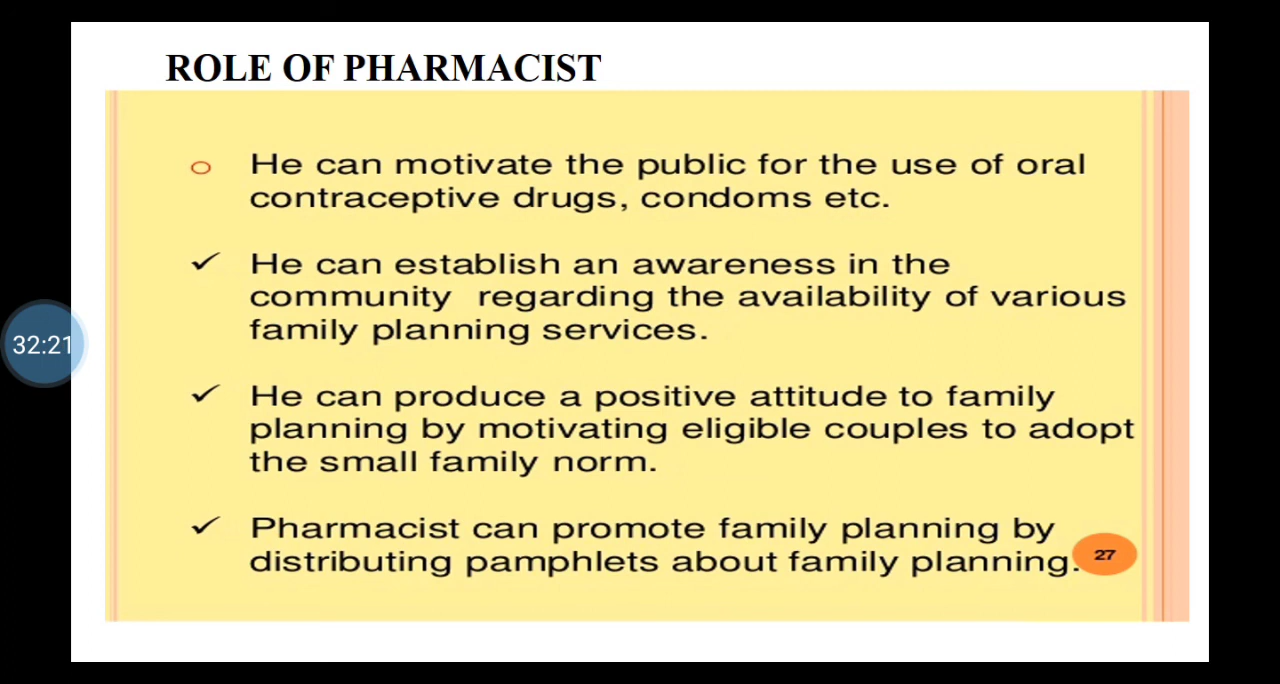 ROLE OF PHARMACIST
He can motivate the public for the use of oral
contraceptive drugs, condoms etc.
He can establish an awareness in the
community regarding the availability of various
family planning services.
32:21
He can produce a positive attitude to family
planning by motivating eligible couples to adopt
the small family norm.
Pharmacist can promote family planning by
distributing pamphlets about family planning.
27